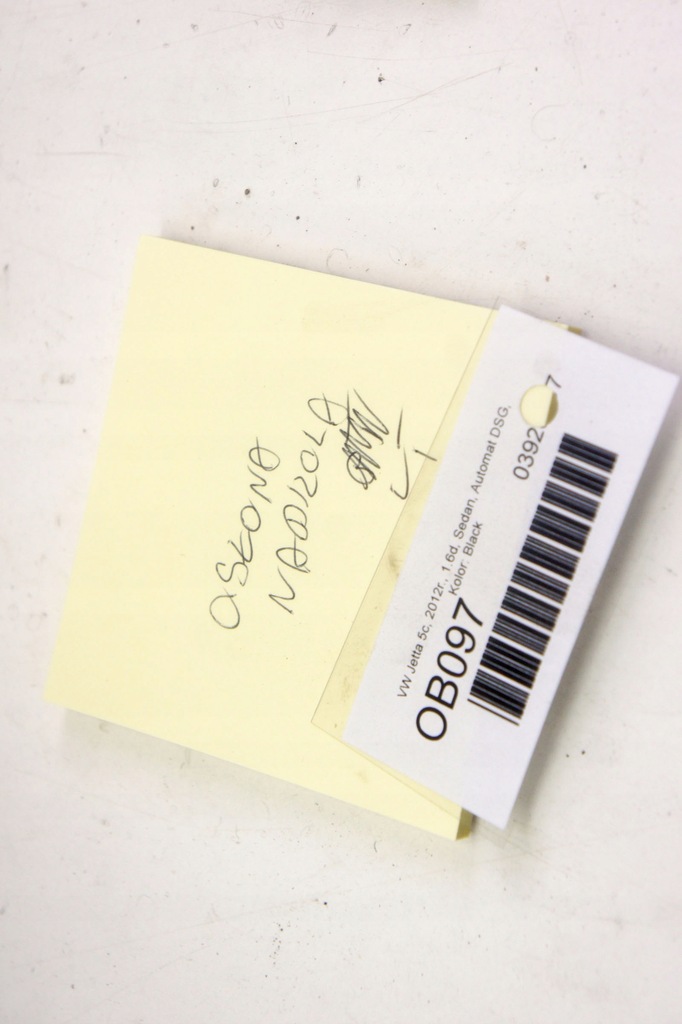 OSŁONA
NADKOLA
L
VW Jetta 5c, 2012r., 1.6d, Sedan, Automat DSG,
Kolor: Black
OB097